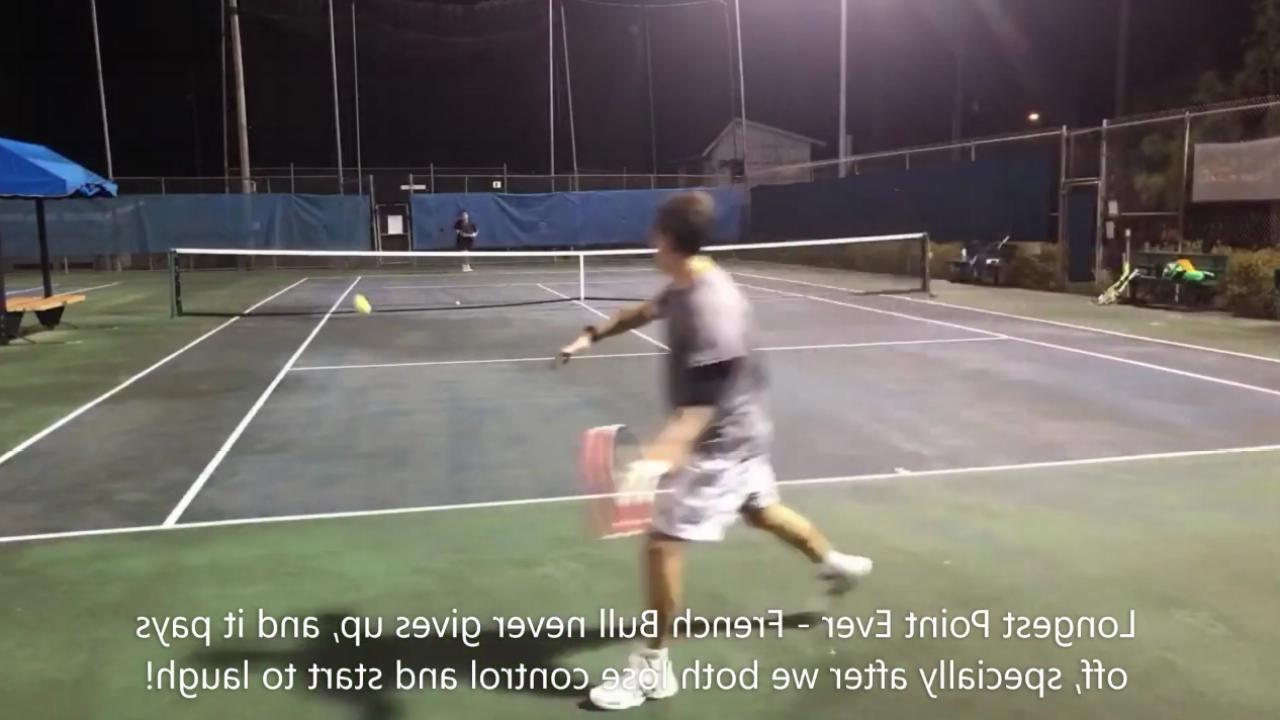 Longest Point Ever - French Bull never gives up, and it pays
off, specially after we both lose control and start to laugh!